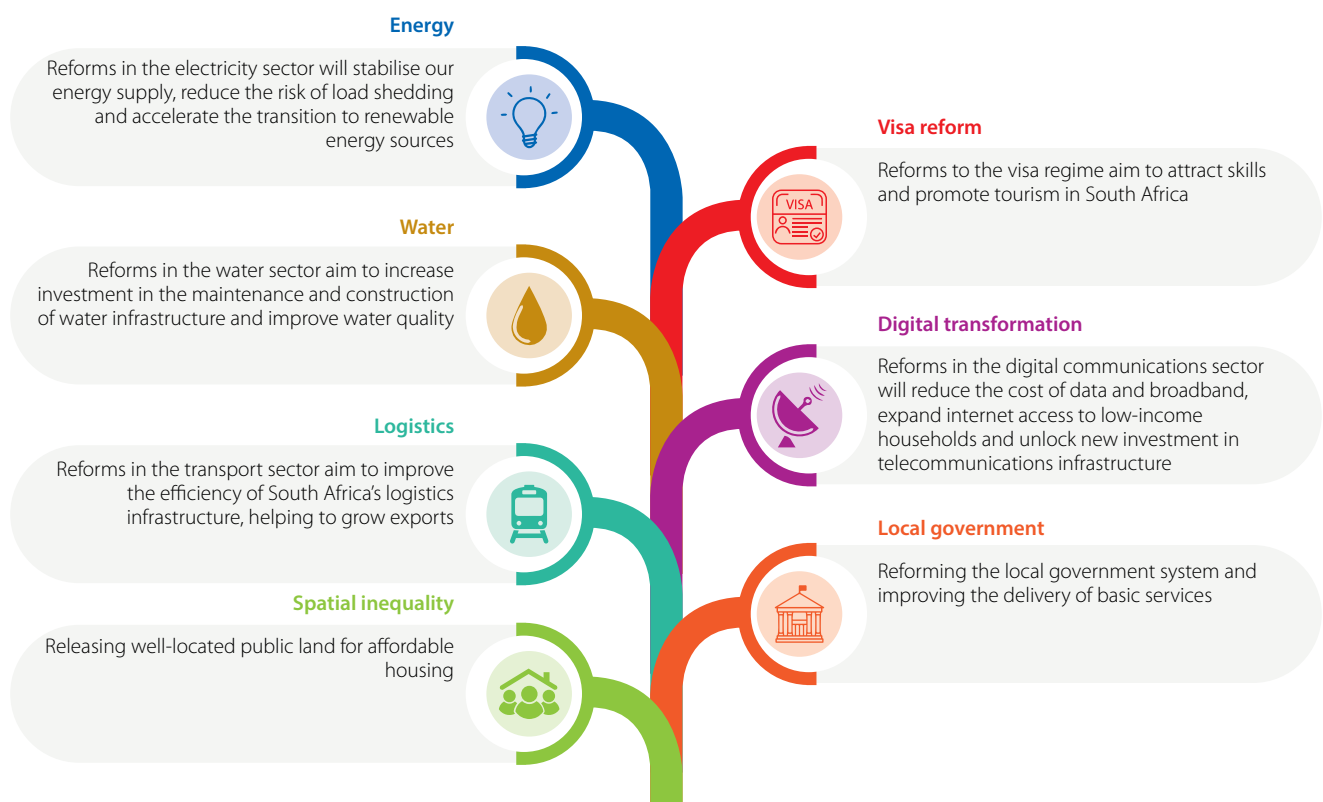 Energy
Reforms in the electricity sector will stabilise our
energy supply, reduce the risk of load shedding
and accelerate the transition to renewable
energy sources
Visa reform
VISA
Reforms to the visa regime aim to attract skills
and promote tourism in South Africa
Water
Reforms in the water sector aim to increase
investment in the maintenance and construction
of water infrastructure and improve water quality
Digital transformation
Reforms in the digital communications sector
will reduce the cost of data and broadband,
expand internet access to low-income
households and unlock new investment in
telecommunications infrastructure
Logistics
Reforms in the transport sector aim to improve
the efficiency of South Africa's logistics
infrastructure, helping to grow exports
Local government
Reforming the local government system and
improving the delivery of basic services
Spatial inequality
Releasing well-located public land for affordable
housing